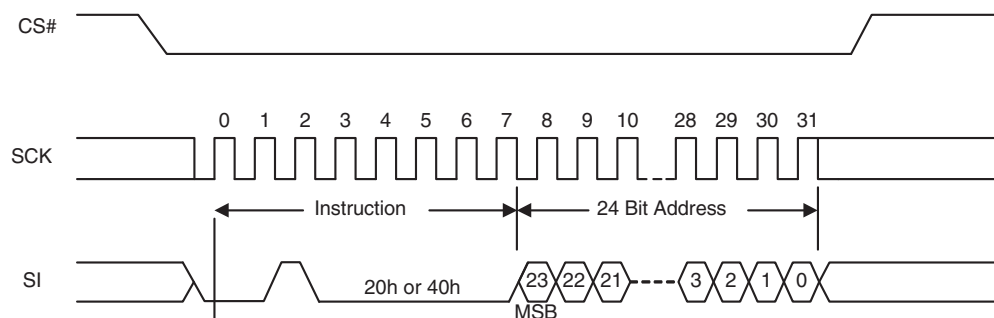 CS#
0 1 2 3 4 5 6 7 8 9 10 28 29 30 31
SCK
Instruction 24 Bit Address
SI 20h or 40h 23 22 21 3 2 1 0
MSB